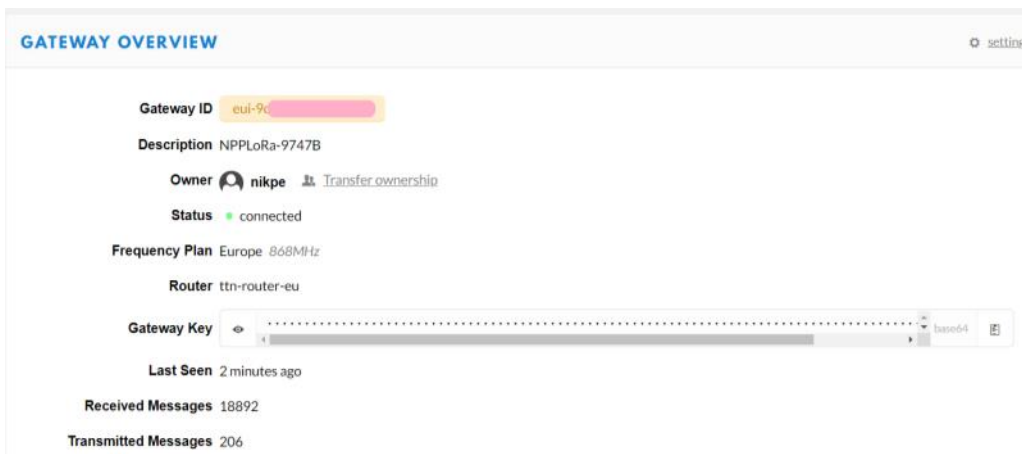 GATEWAY OVERVIEW settin
Gateway ID eui-9
Description NPPLoRa-9747B
Owner nikpe Transfer ownership
Status connected
Frequency Plan Europe 868MHz
Router ttn-router-eu
Gateway Key base64
Last Seen 2 minutes ago
Received Messages 18892
Transmitted Messages 206